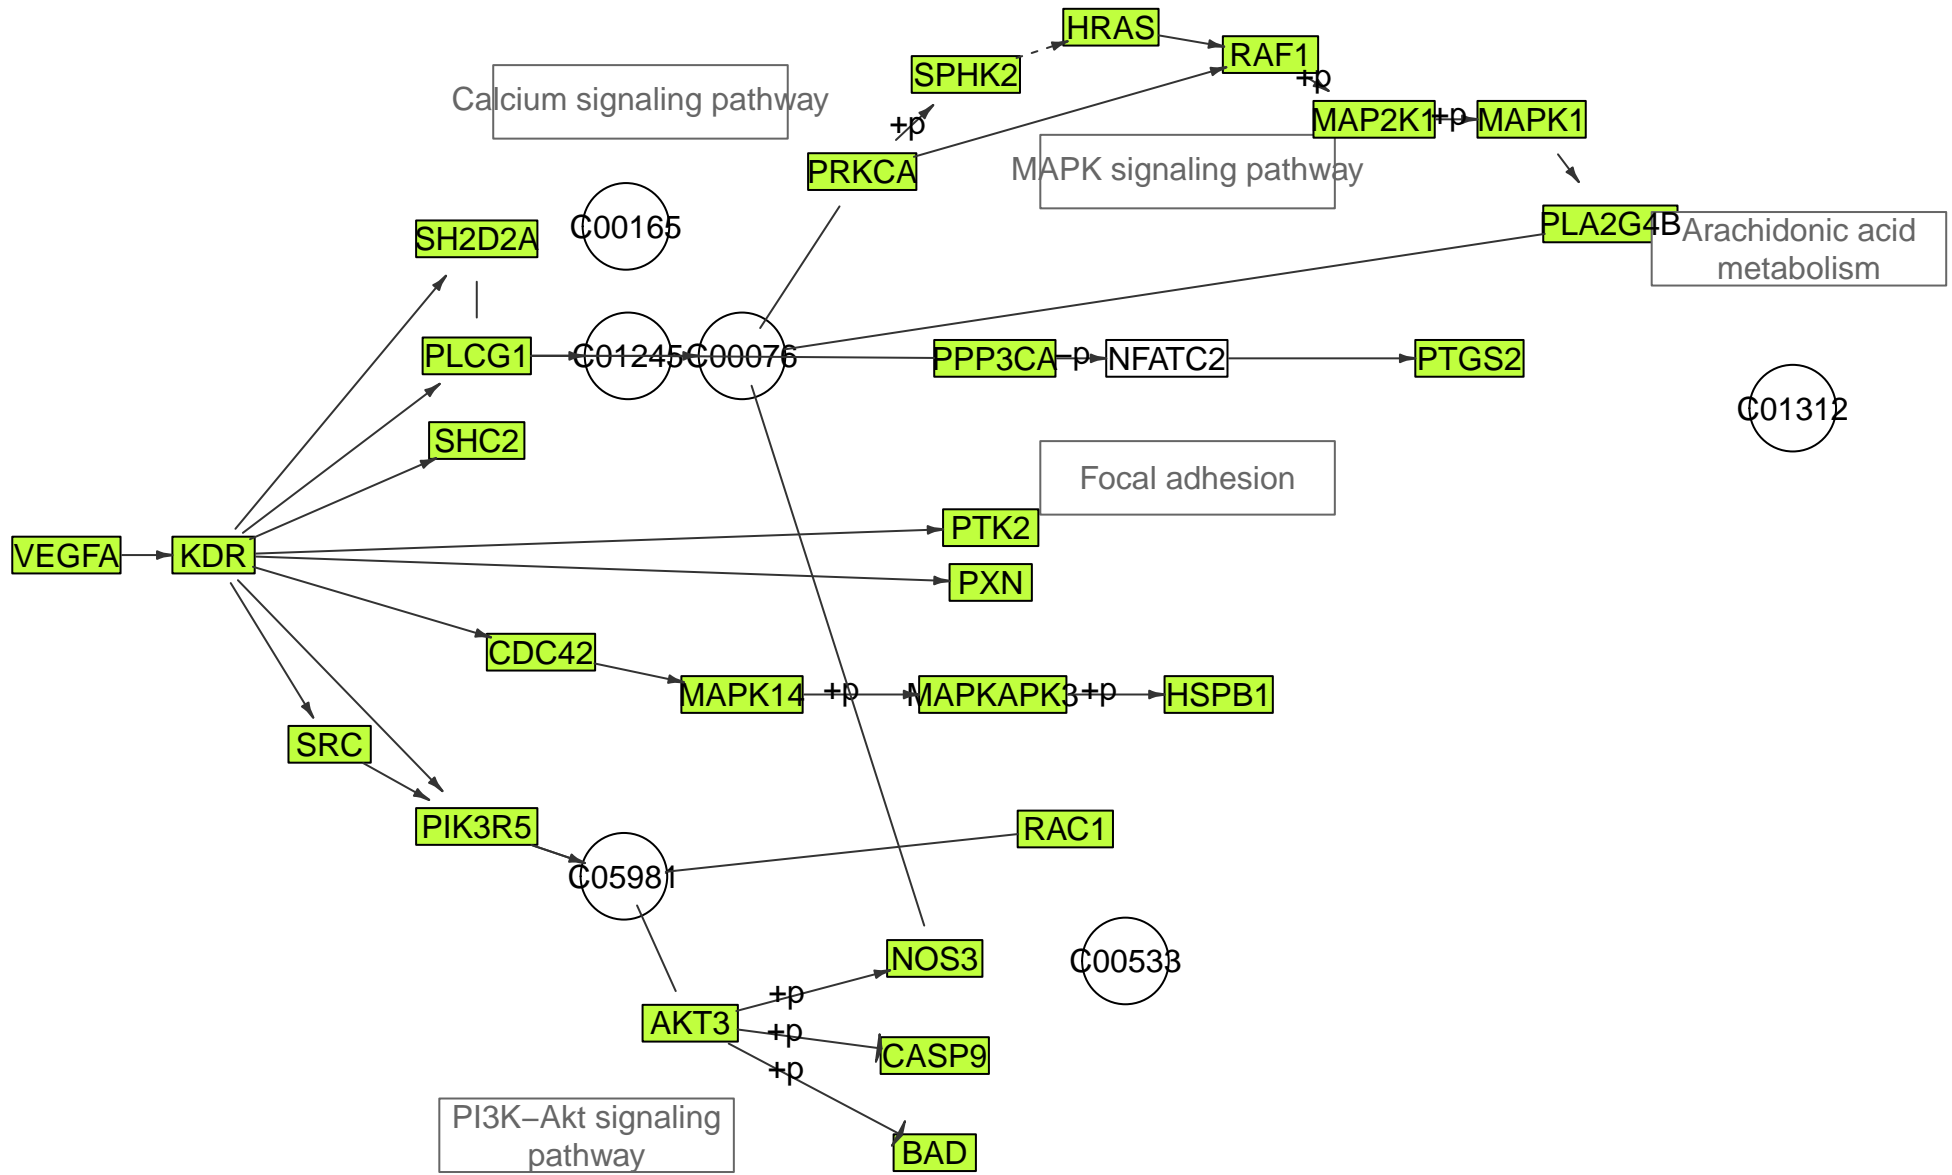 HRAS
RAF1
+p
SPHK2
Calcium signaling pathway
MAP2K1
+p
MAPK1
+p
PRKCA
MAPK signaling pathway
C00165
SH2D2A
PLA2G4B
Arachidonic acid
metabolism
PLCG1
C01245
C00076
PPP3CA
−p
NFATC2
PTGS2
C01312
SHC2
Focal adhesion
PTK2
VEGFA
KDR
PXN
CDC42
MAPK14
+p
MAPKAPK3
+p
HSPB1
SRC
PIK3R5
RAC1
C05981
NOS3
C00533
+p
AKT3
+p
CASP9
+p
PI3K−Akt signaling
pathway
BAD